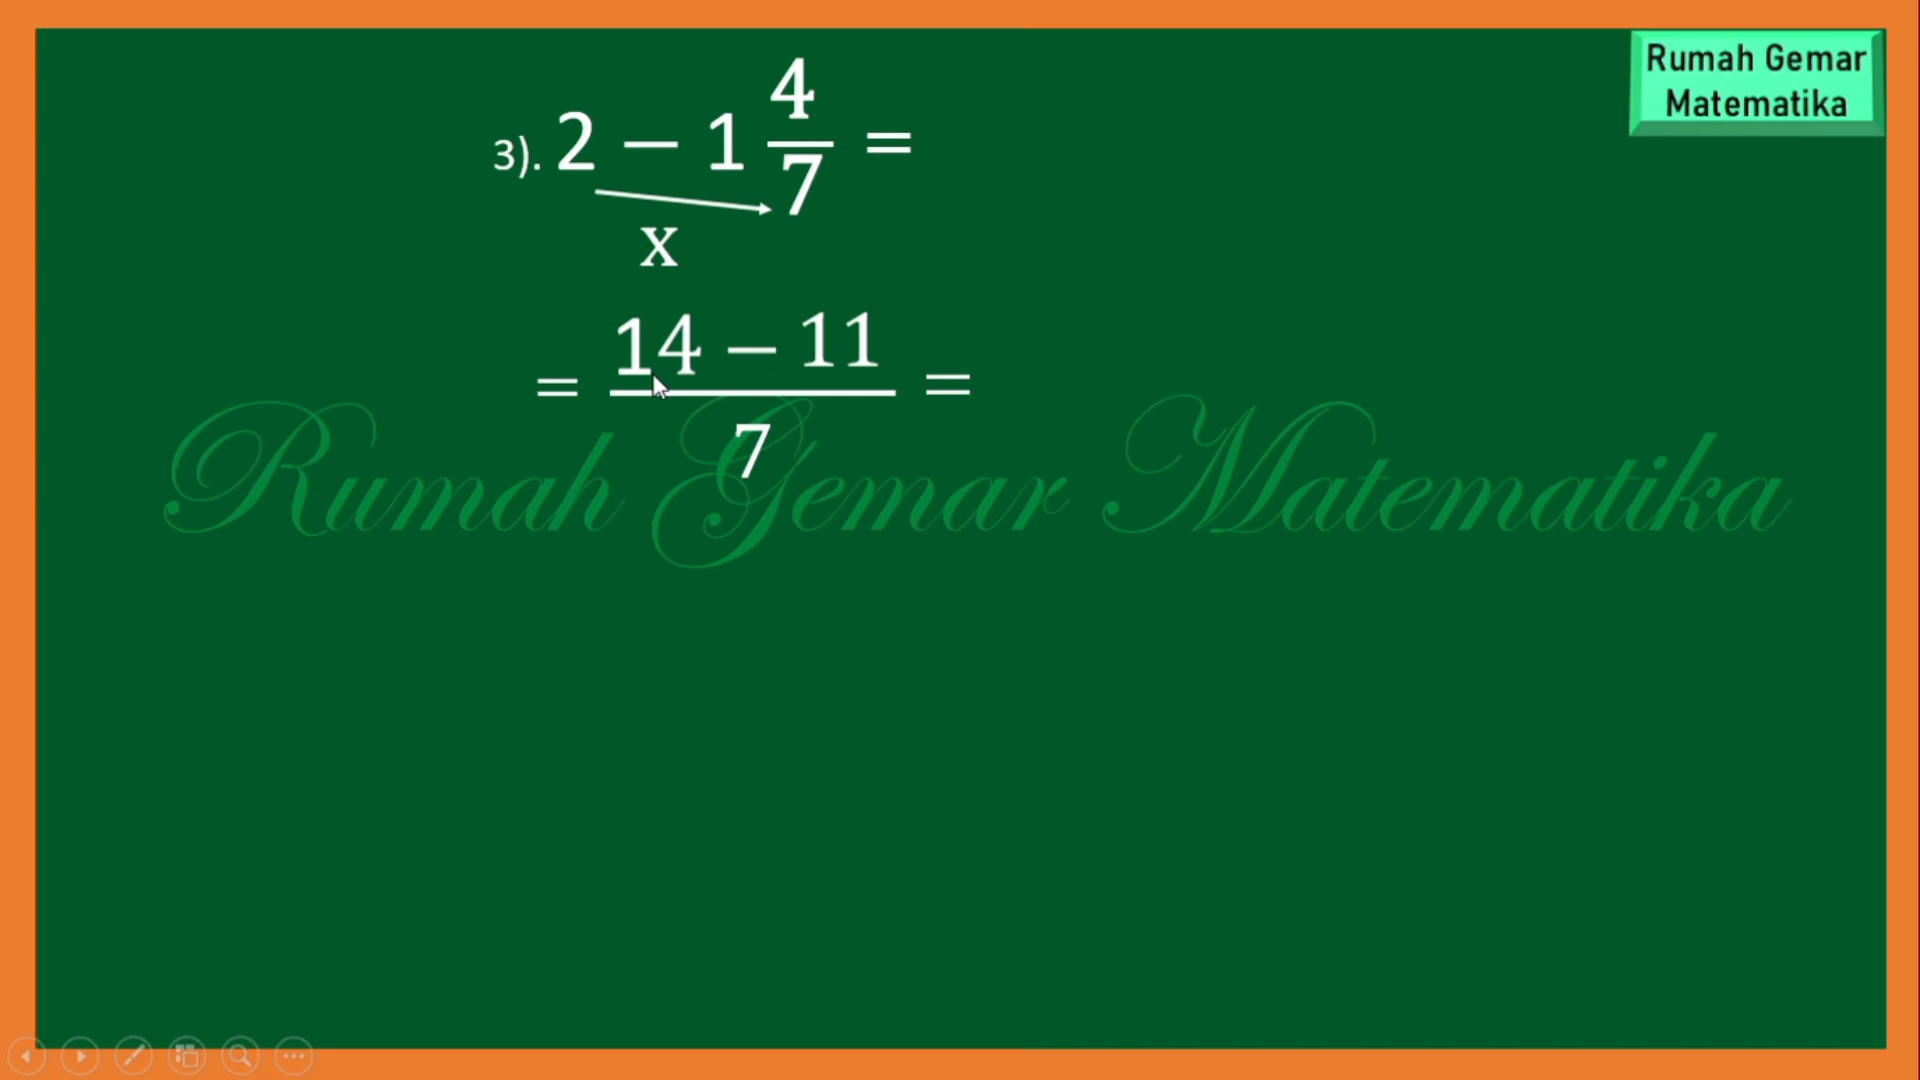 Rumah Gemar
Matematika
3). 2 − 1 4/7 =
x
= 14 − 11 / 7 =
Rumah Gemar Matematika